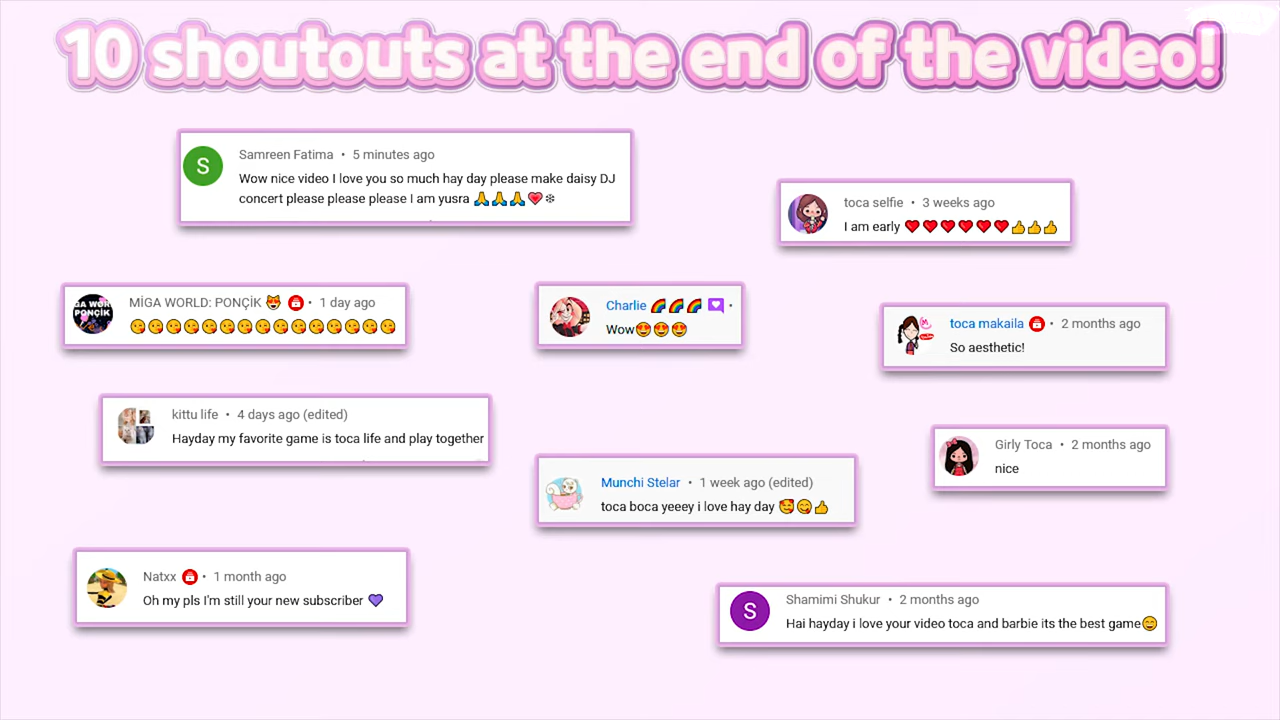 10 shoutouts at the end of the video!
Samreen Fatima • 5 minutes ago
Wow nice video I love you so much hay day please make daisy DJ
concert please please please I am yusra 🙏🙏🙏💗❄
toca selfie • 3 weeks ago
I am early ❤❤❤❤❤❤👍👍👍
MİGA WORLD: PONÇİK 😻 • 1 day ago
😋😋😋😋😋😋😋😋😋😋😋😋😋😋😋
Charlie 🌈🌈🌈 •
Wow😍😍😍
toca makaila • 2 months ago
So aesthetic!
kittu life • 4 days ago (edited)
Hayday my favorite game is toca life and play together
Girly Toca • 2 months ago
nice
Munchi Stelar • 1 week ago (edited)
toca boca yeeey i love hay day 🥰😋👍
Natxx • 1 month ago
Oh my pls I'm still your new subscriber 💜
Shamimi Shukur • 2 months ago
Hai hayday i love your video toca and barbie its the best game😊
S
S
GA WOR
PONÇİK